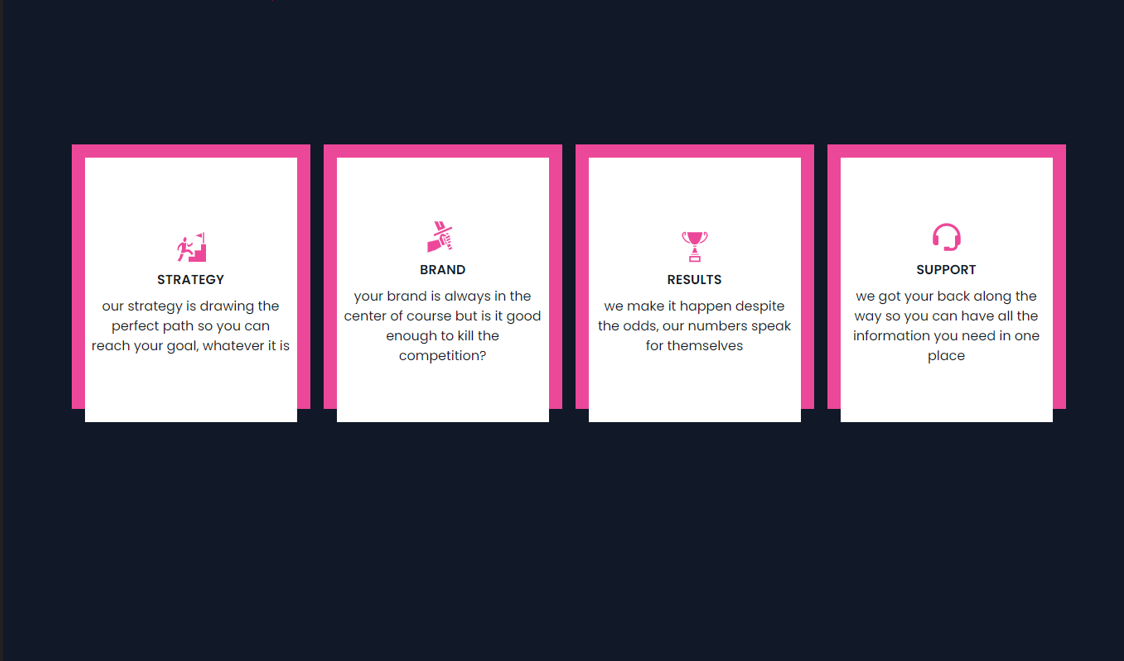 STRATEGY
our strategy is drawing the
perfect path so you can
reach your goal, whatever it is
BRAND
your brand is always in the
center of course but is it good
enough to kill the
competition?
RESULTS
we make it happen despite
the odds, our numbers speak
for themselves
SUPPORT
we got your back along the
way so you can have all the
information you need in one
place